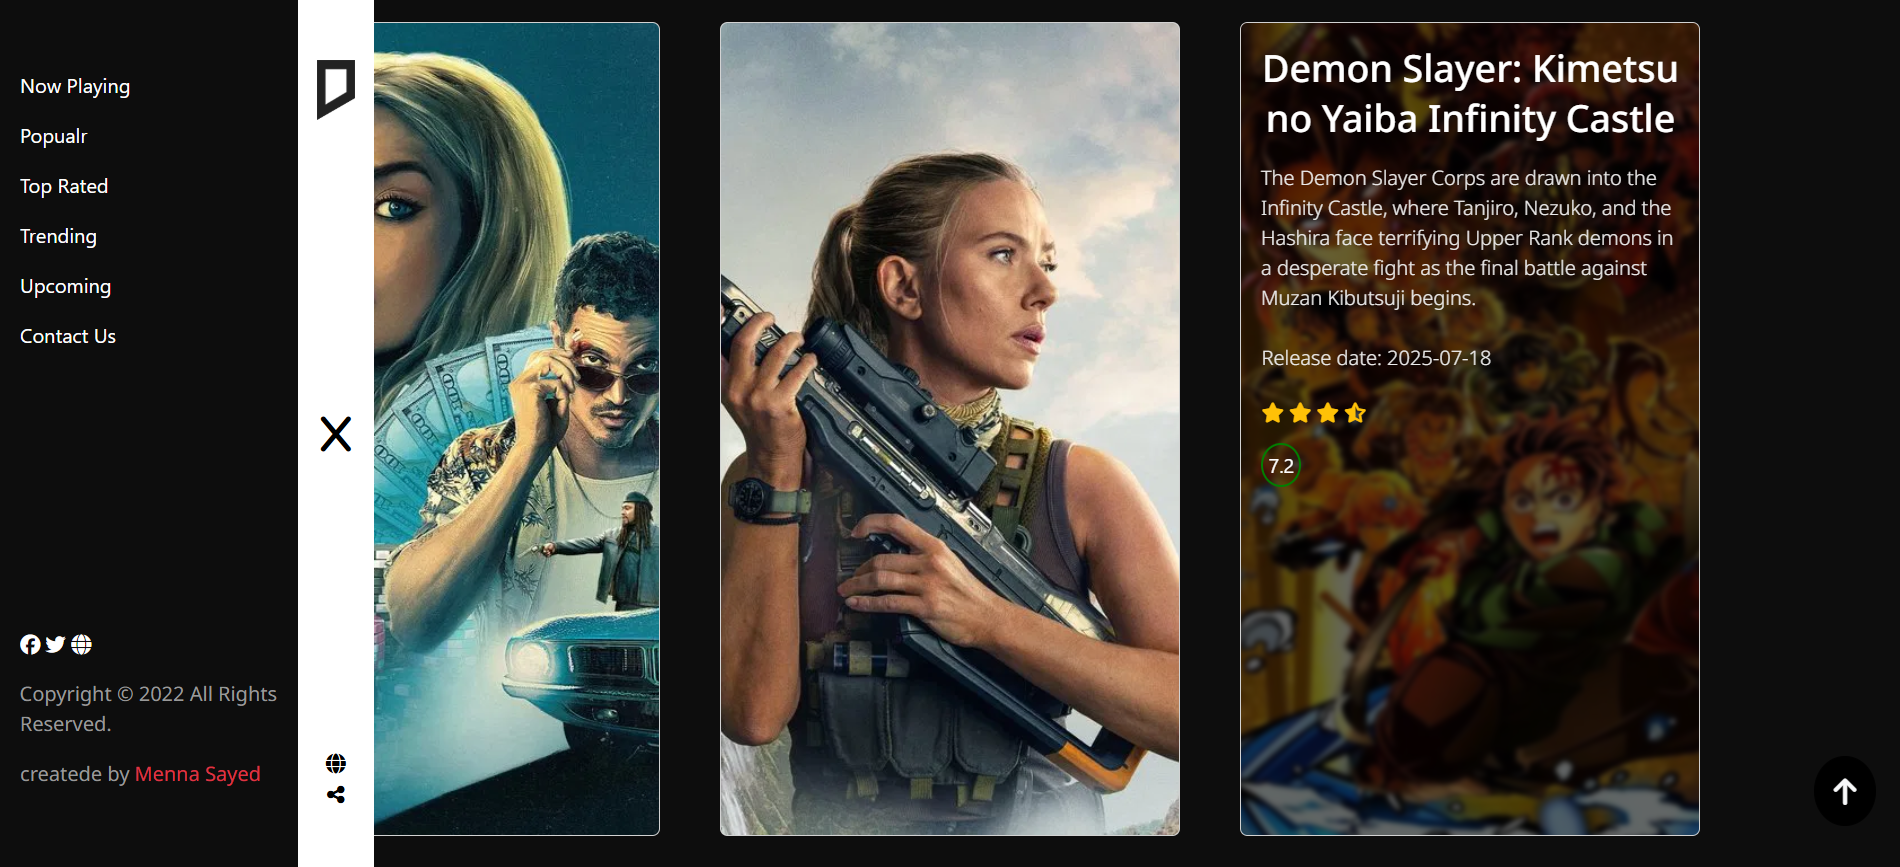 Now Playing
Popualr
Top Rated
Trending
Upcoming
Contact Us
Copyright © 2022 All Rights
Reserved.
createde by Menna Sayed
Demon Slayer: Kimetsu
no Yaiba Infinity Castle
The Demon Slayer Corps are drawn into the
Infinity Castle, where Tanjiro, Nezuko, and the
Hashira face terrifying Upper Rank demons in
a desperate fight as the final battle against
Muzan Kibutsuji begins.
Release date: 2025-07-18
7.2